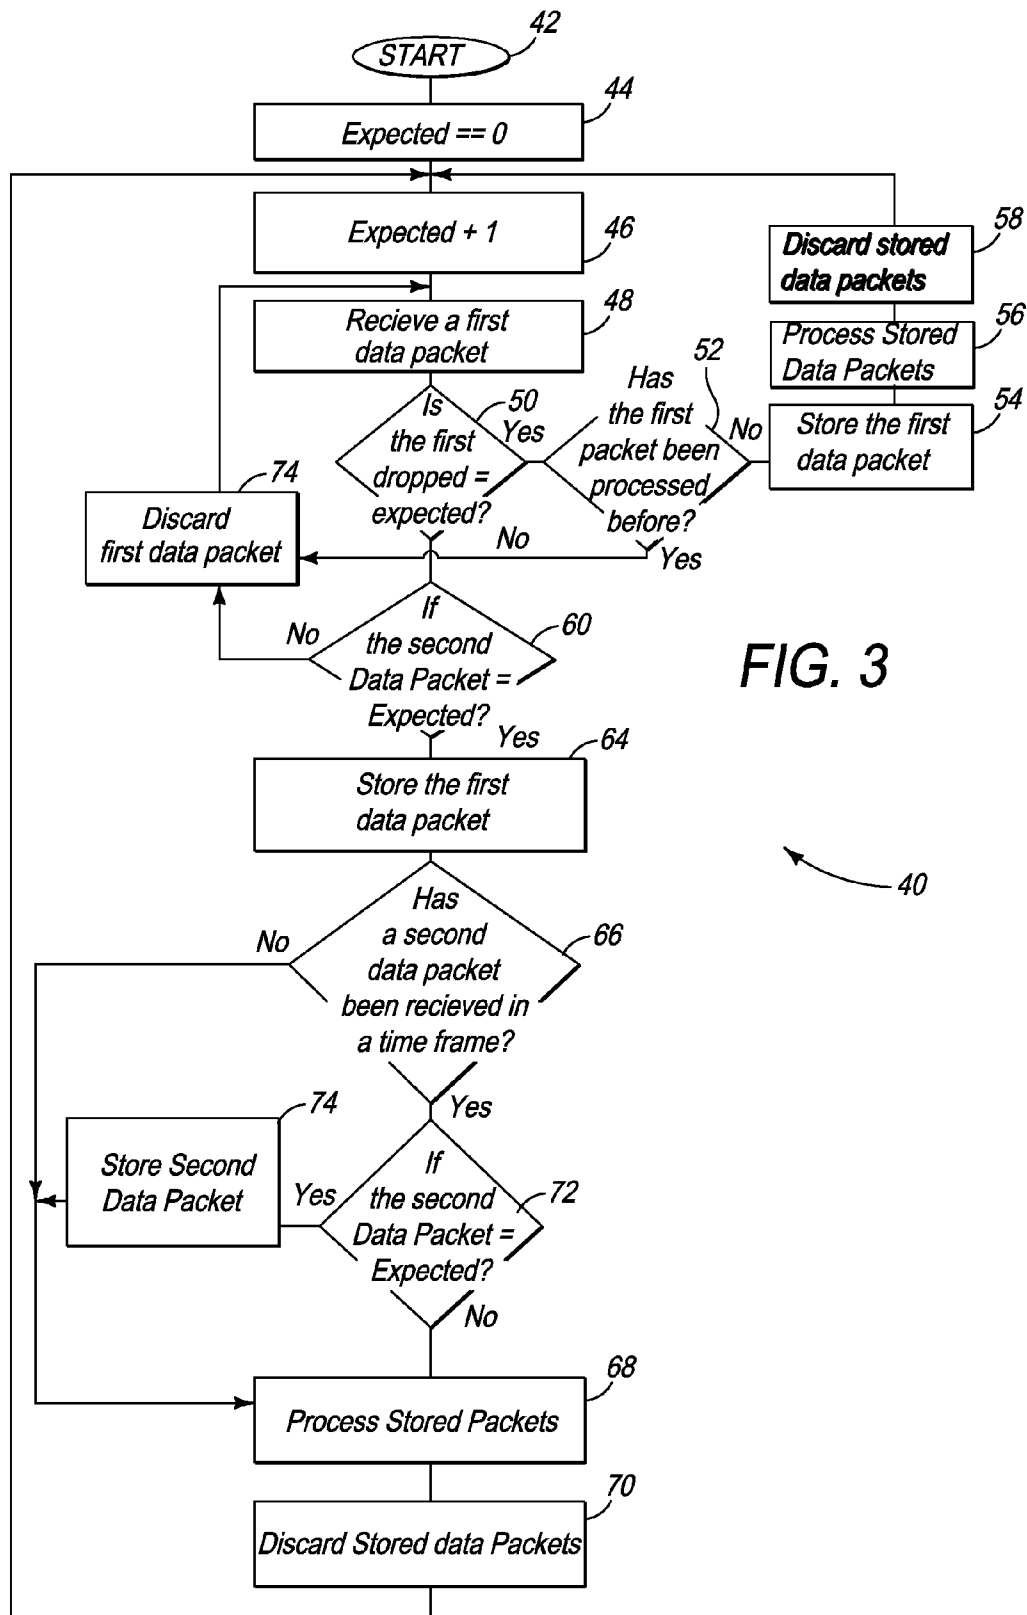 42
START
44
Expected == 0
Expected + 1
46
58
Discard stored
data packets
48
Recieve a first
data packet
56
Process Stored
Data Packets
52
Has
the first
packet been
processed
before?
50
Is
the first
dropped =
expected?
Yes
No
54
Store the first
data packet
74
Discard
first data packet
No
Yes
If
the second
Data Packet =
Expected?
60
No
FIG. 3
Yes
64
Store the first
data packet
40
Has
a second
data packet
been recieved in
a time frame?
66
No
Yes
74
Store Second
Data Packet
Yes
If
the second
Data Packet =
Expected?
72
No
68
Process Stored Packets
70
Discard Stored data Packets